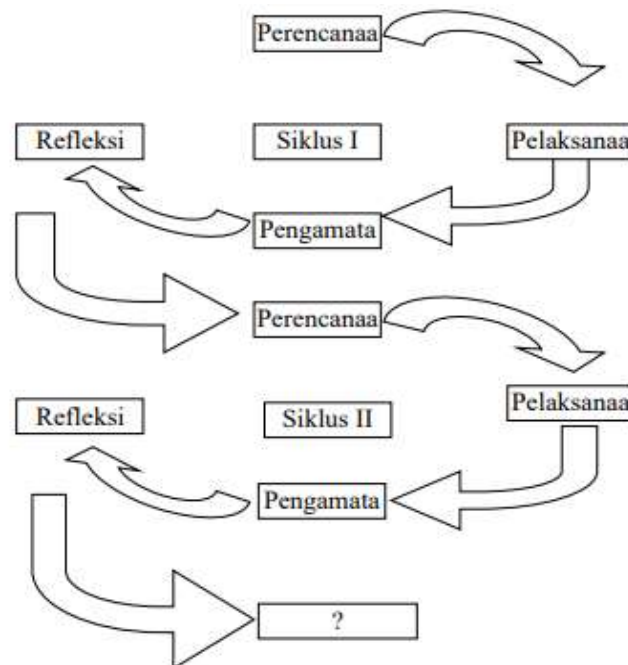 Perencanaa
Refleksi
Siklus I
Pelaksanaa
Pengamata
Perencanaa
Refleksi
Siklus II
Pelaksanaa
Pengamata
?